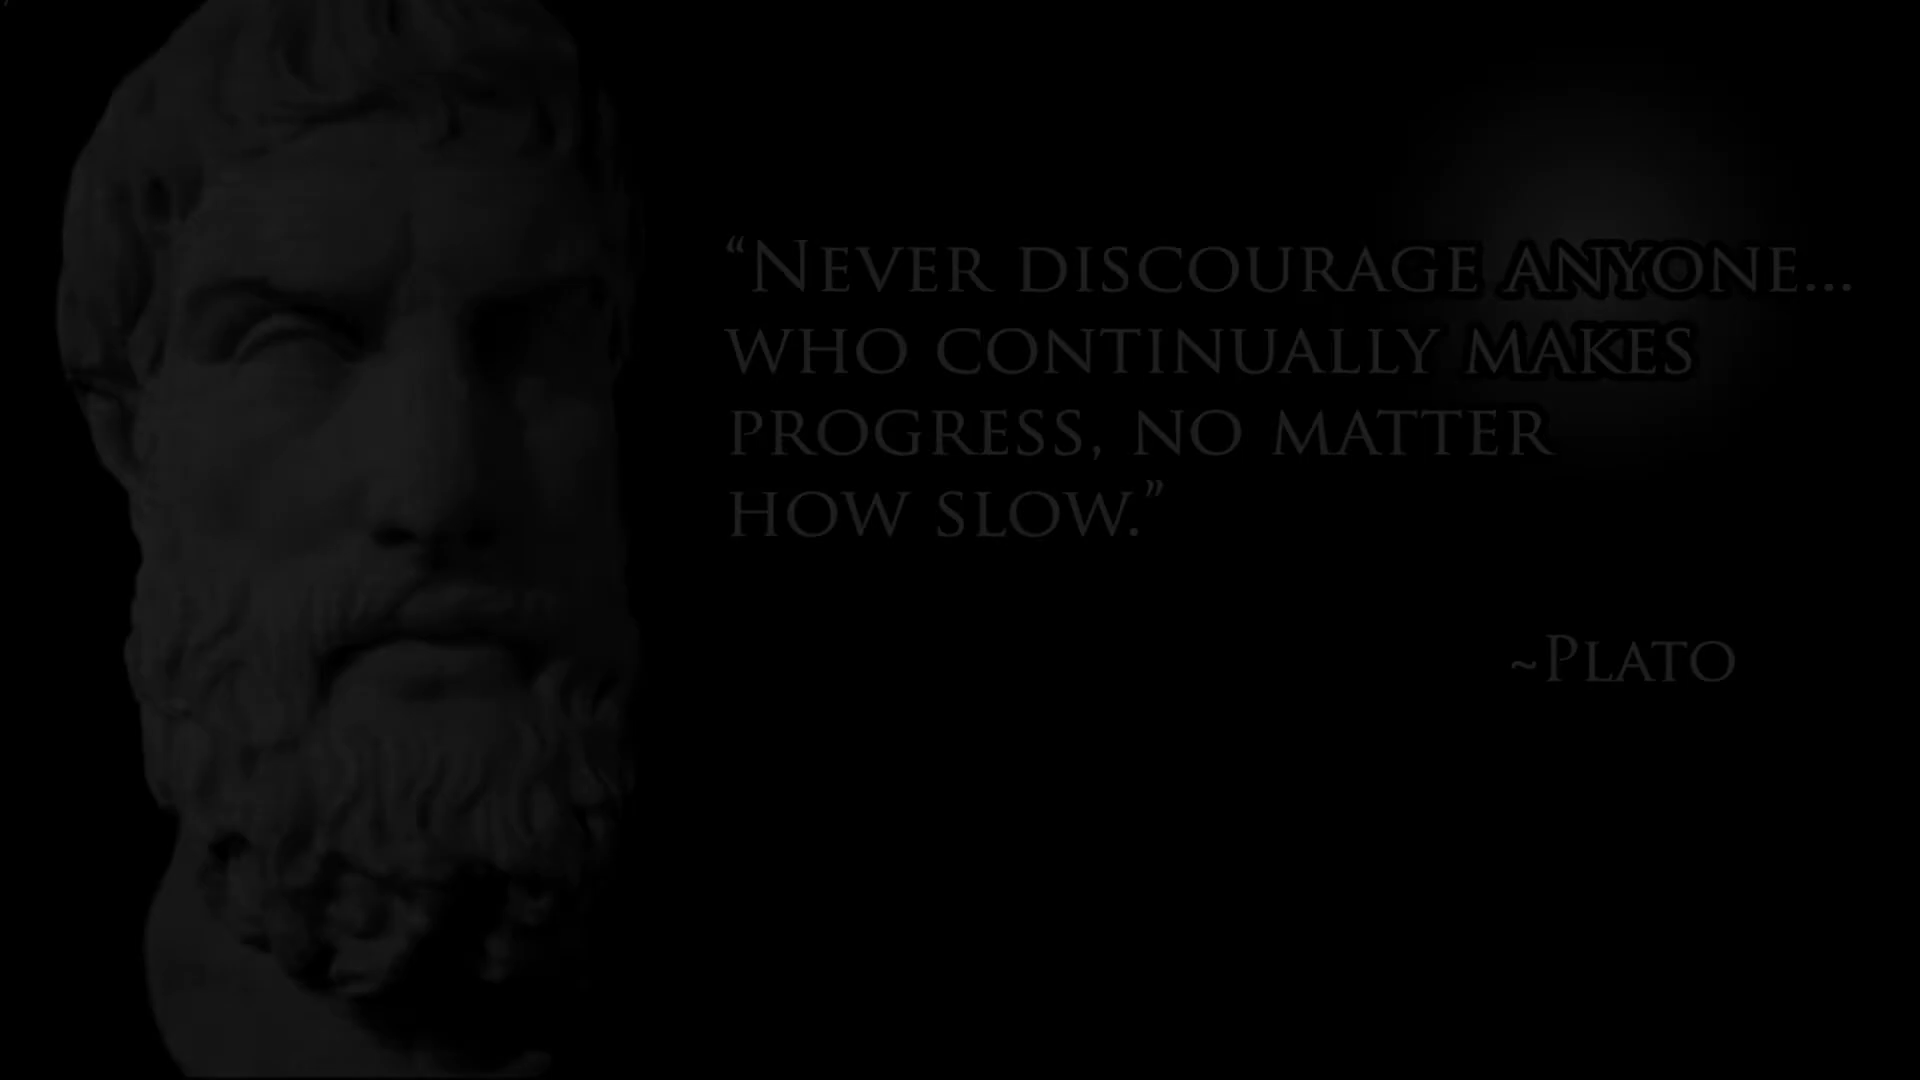 “Never discourage anyone...
who continually makes
progress, no matter
how slow.”
~Plato